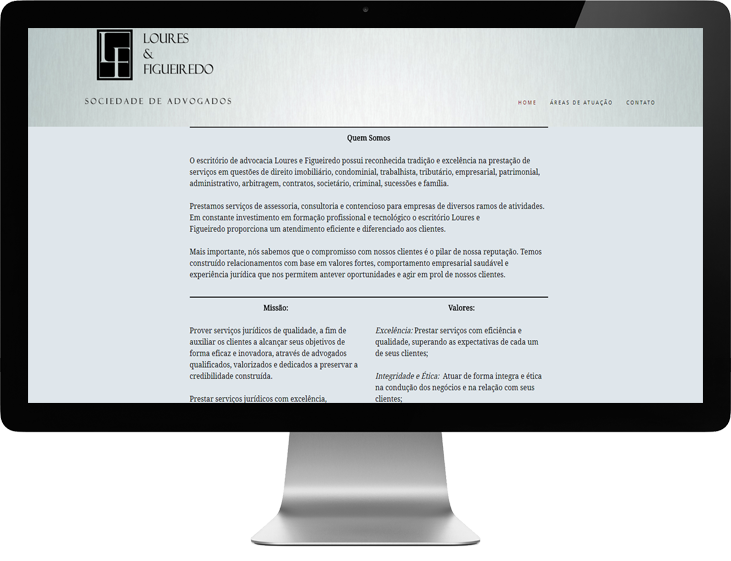 LF
LOURES
&
FIGUEIREDO
SOCIEDADE DE ADVOGADOS
HOME ÁREAS DE ATUAÇÃO CONTATO
Quem Somos
O escritório de advocacia Loures e Figueiredo possui reconhecida tradição e excelência na prestação de
serviços em questões de direito imobiliário, condominial, trabalhista, tributário, empresarial, patrimonial,
administrativo, arbitragem, contratos, societário, criminal, sucessões e família.
Prestamos serviços de assessoria, consultoria e contencioso para empresas de diversos ramos de atividades.
Em constante investimento em formação profissional e tecnológico o escritório Loures e
Figueiredo proporciona um atendimento eficiente e diferenciado aos clientes.
Mais importante, nós sabemos que o compromisso com nossos clientes é o pilar de nossa reputação. Temos
construído relacionamentos com base em valores fortes, comportamento empresarial saudável e
experiência jurídica que nos permitem antever oportunidades e agir em prol de nossos clientes.
Missão:
Prover serviços jurídicos de qualidade, a fim de
auxiliar os clientes a alcançar seus objetivos de
forma eficaz e inovadora, através de advogados
qualificados, valorizados e dedicados a preservar a
credibilidade construída.
Prestar serviços jurídicos com excelência,
Valores:
Excelência: Prestar serviços com eficiência e
qualidade, superando as expectativas de cada um
de seus clientes;
Integridade e Ética: Atuar de forma integra e ética
na condução dos negócios e na relação com seus
clientes;